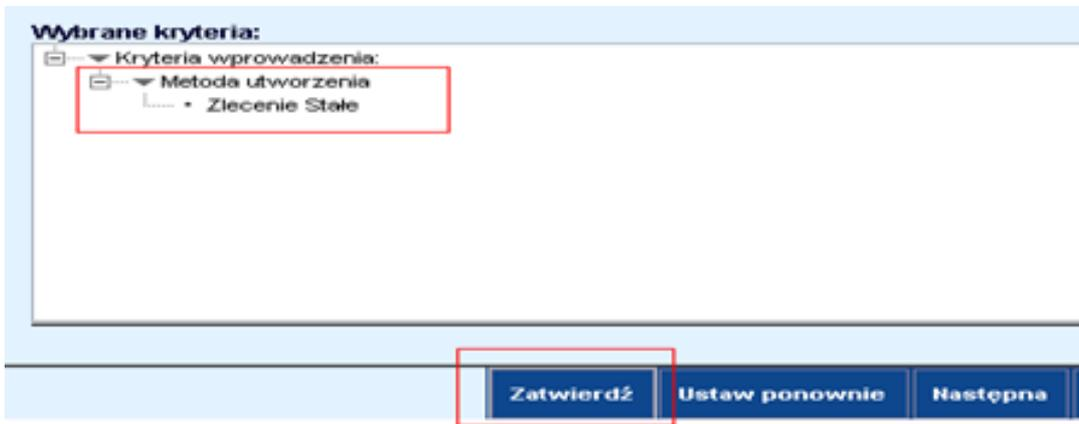 Wybrane kryteria:
Kryteria wprowadzenia:
Metoda utworzenia
Zlecenie Stałe
Zatwierdź Ustaw ponownie Następna